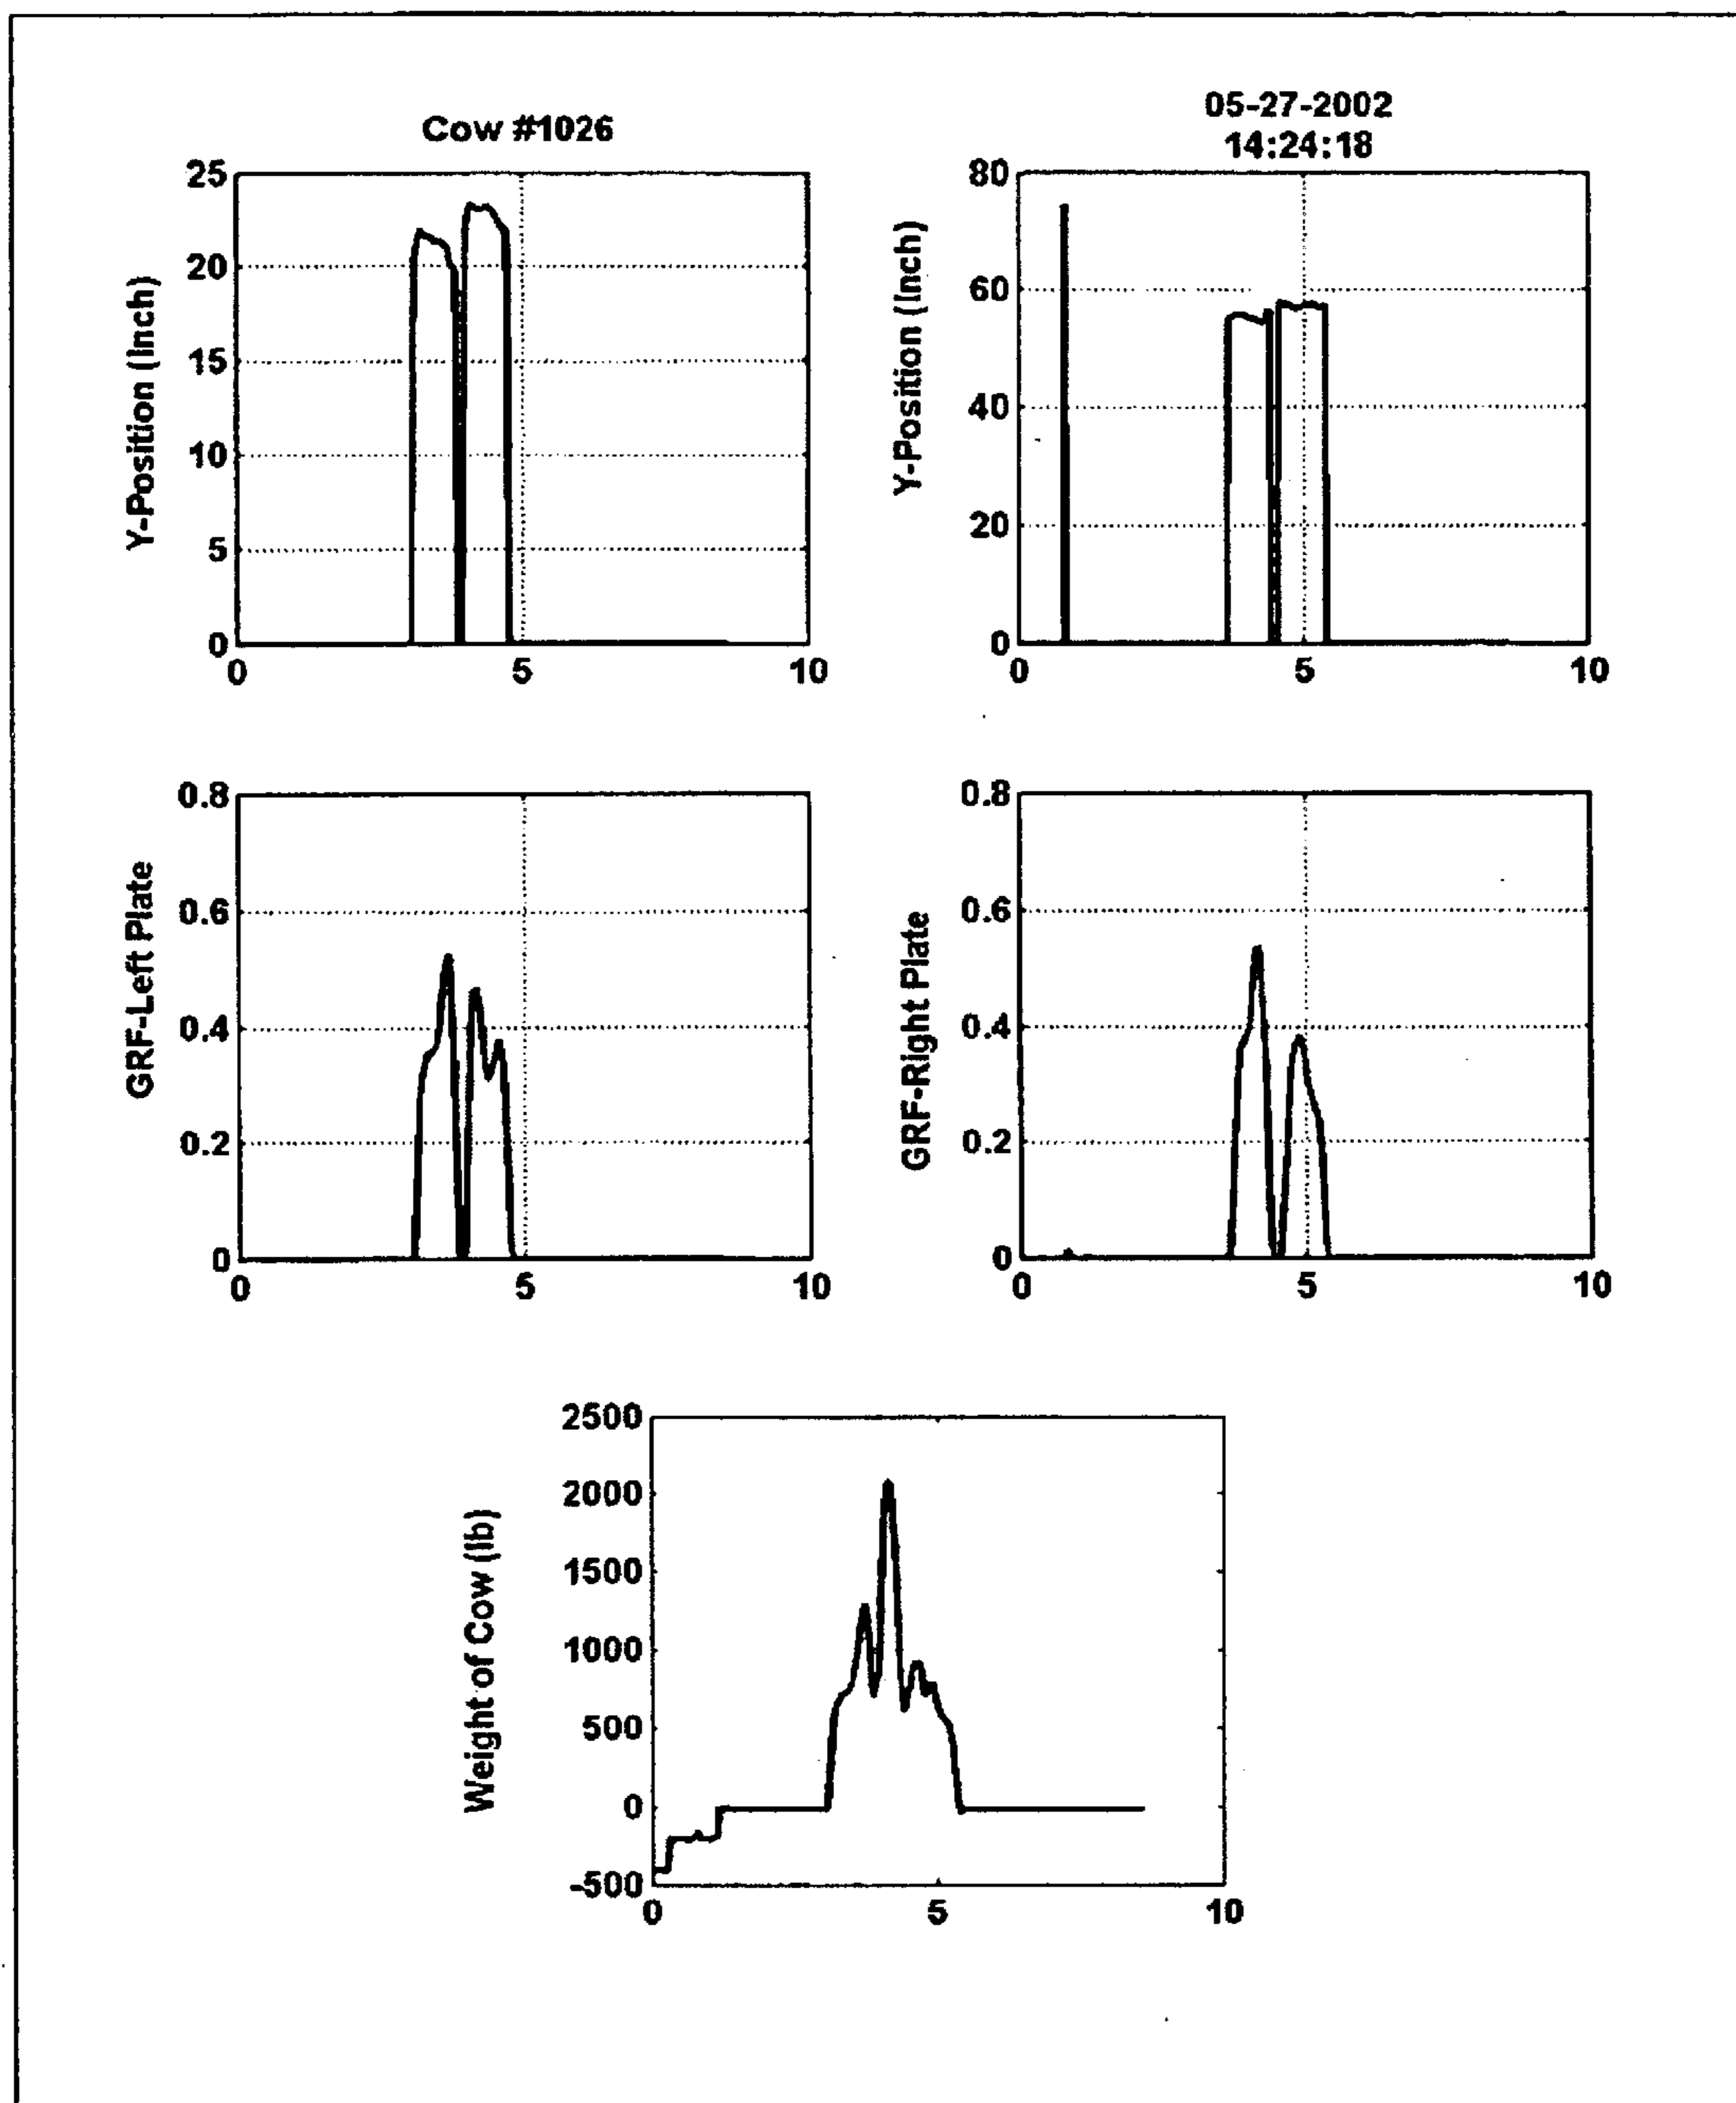 Cow #1026
05-27-2002
14:24:18
Y-Position (Inch)
25
20
15
10
5
0
0 5 10
Y-Position (Inch)
80
60
40
20
0
0 5 10
GRF-Left Plate
0.8
0.6
0.4
0.2
0
0 5 10
GRF-Right Plate
0.8
0.6
0.4
0.2
0
0 5 10
Weight of Cow (lb)
2500
2000
1500
1000
500
0
-500
0 5 10